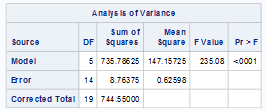 Analysis of Variance
Source DF Sum of Squares Mean Square F Value Pr > F
Model 5 735.78625 147.15725 235.08 <.0001
Error 14 8.76375 0.62598
Corrected Total 19 744.55000